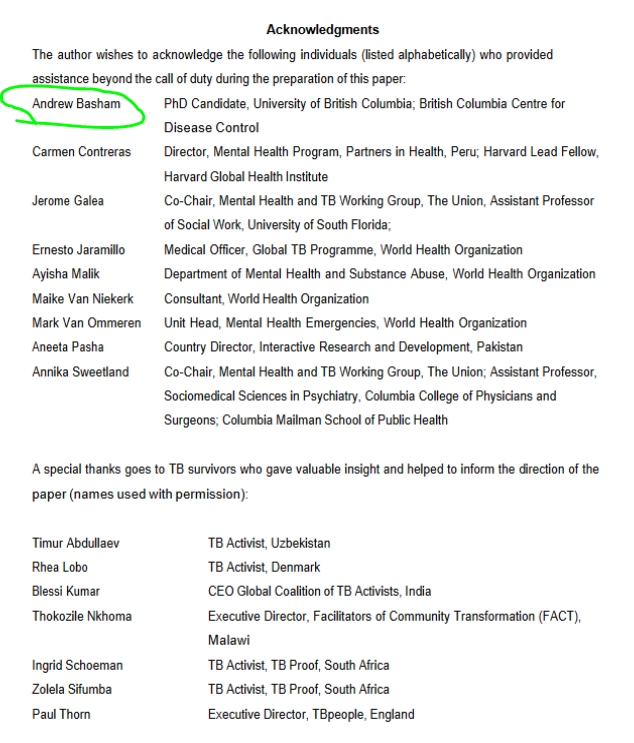 Acknowledgments
The author wishes to acknowledge the following individuals (listed alphabetically) who provided
assistance beyond the call of duty during the preparation of this paper:
Andrew Basham PhD Candidate, University of British Columbia; British Columbia Centre for
Disease Control
Carmen Contreras Director, Mental Health Program, Partners in Health, Peru; Harvard Lead Fellow,
Harvard Global Health Institute
Jerome Galea Co-Chair, Mental Health and TB Working Group, The Union, Assistant Professor
of Social Work, University of South Florida;
Ernesto Jaramillo Medical Officer, Global TB Programme, World Health Organization
Ayisha Malik Department of Mental Health and Substance Abuse, World Health Organization
Maike Van Niekerk Consultant, World Health Organization
Mark Van Ommeren Unit Head, Mental Health Emergencies, World Health Organization
Aneeta Pasha Country Director, Interactive Research and Development, Pakistan
Annika Sweetland Co-Chair, Mental Health and TB Working Group, The Union; Assistant Professor,
Sociomedical Sciences in Psychiatry, Columbia College of Physicians and
Surgeons; Columbia Mailman School of Public Health
A special thanks goes to TB survivors who gave valuable insight and helped to inform the direction of the
paper (names used with permission):
Timur Abdullaev TB Activist, Uzbekistan
Rhea Lobo TB Activist, Denmark
Blessi Kumar CEO Global Coalition of TB Activists, India
Thokozile Nkhoma Executive Director, Facilitators of Community Transformation (FACT),
Malawi
Ingrid Schoeman TB Activist, TB Proof, South Africa
Zolela Sifumba TB Activist, TB Proof, South Africa
Paul Thorn Executive Director, TBpeople, England